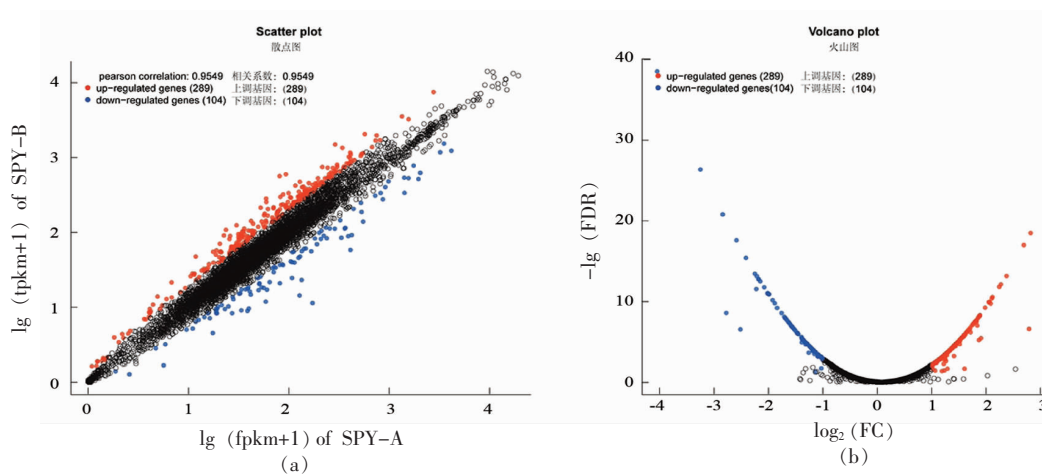 Scatter plot
散点图
pearson correlation: 0.9549 相关系数: 0.9549
up-regulated genes (289) 上调基因: (289)
down-regulated genes (104) 下调基因: (104)
4
3
2
1
0
lg (tpkm+1) of SPY-B
0 1 2 3 4
lg (fpkm+1) of SPY-A
(a)
Volcano plot
火山图
up-regulated genes (289) 上调基因: (289)
down-regulated genes(104) 下调基因: (104)
40
30
20
10
0
-lg (FDR)
-4 -3 -2 -1 0 1 2 3
log₂ (FC)
(b)